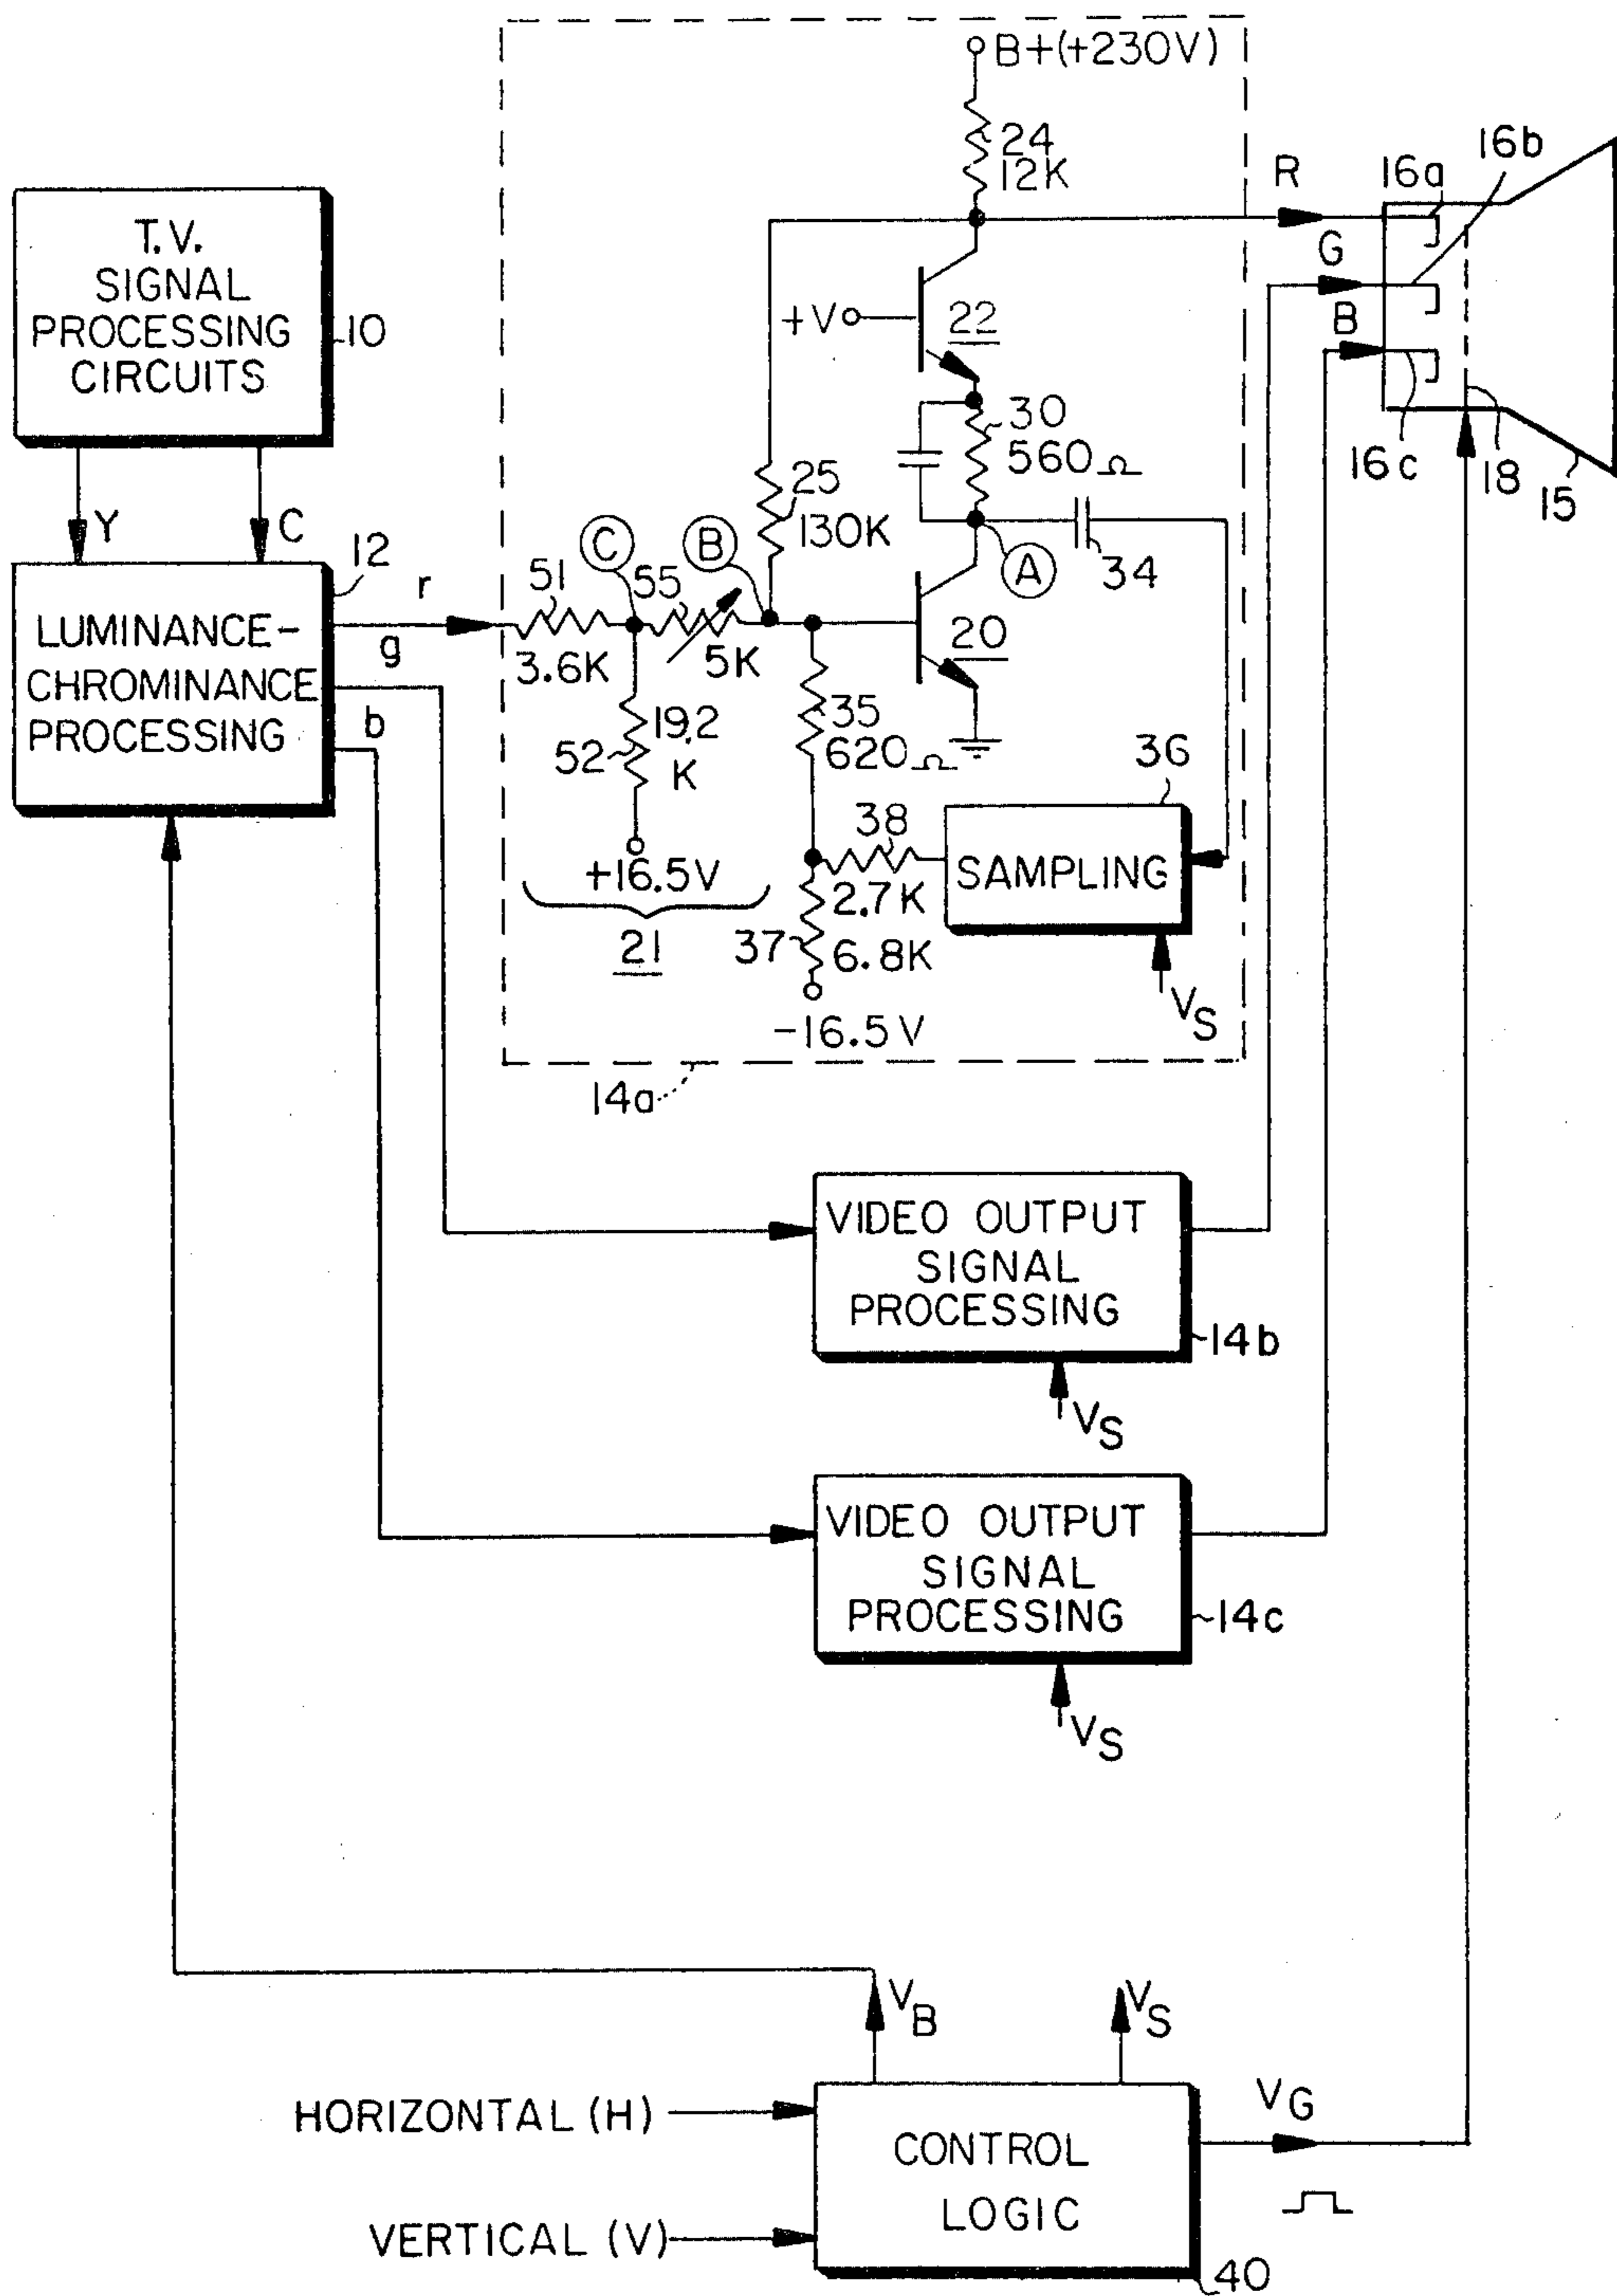 B+(+230V)
24
12K
R
16a
16b
G
B
T.V.
SIGNAL
PROCESSING
CIRCUITS
10
+V
22
30
560Ω
16c
18
15
25
130K
Y
C
12
C
B
A
34
51
55
r
3.6K
5K
20
LUMINANCE-
CHROMINANCE
PROCESSING
g
b
52
19.2
K
35
620Ω
36
38
SAMPLING
+16.5V
2.7K
21
37
6.8K
VS
-16.5V
14a
VIDEO OUTPUT
SIGNAL
PROCESSING
14b
VS
VIDEO OUTPUT
SIGNAL
PROCESSING
14c
VS
VB
VS
HORIZONTAL (H)
VG
CONTROL
LOGIC
VERTICAL (V)
40